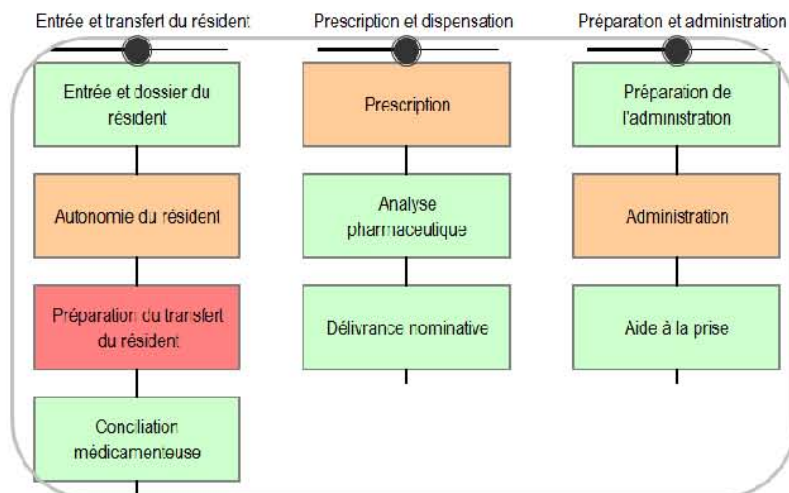 Entrée et transfert du résident
Prescription et dispensation
Préparation et administration
Entrée et dossier du
résident
Autonomie du résident
Préparation du transfert
du résident
Conciliation
médicamenteuse
Prescription
Analyse
pharmaceutique
Délivrance nominative
Préparation de
l'administration
Administration
Aide à la prise